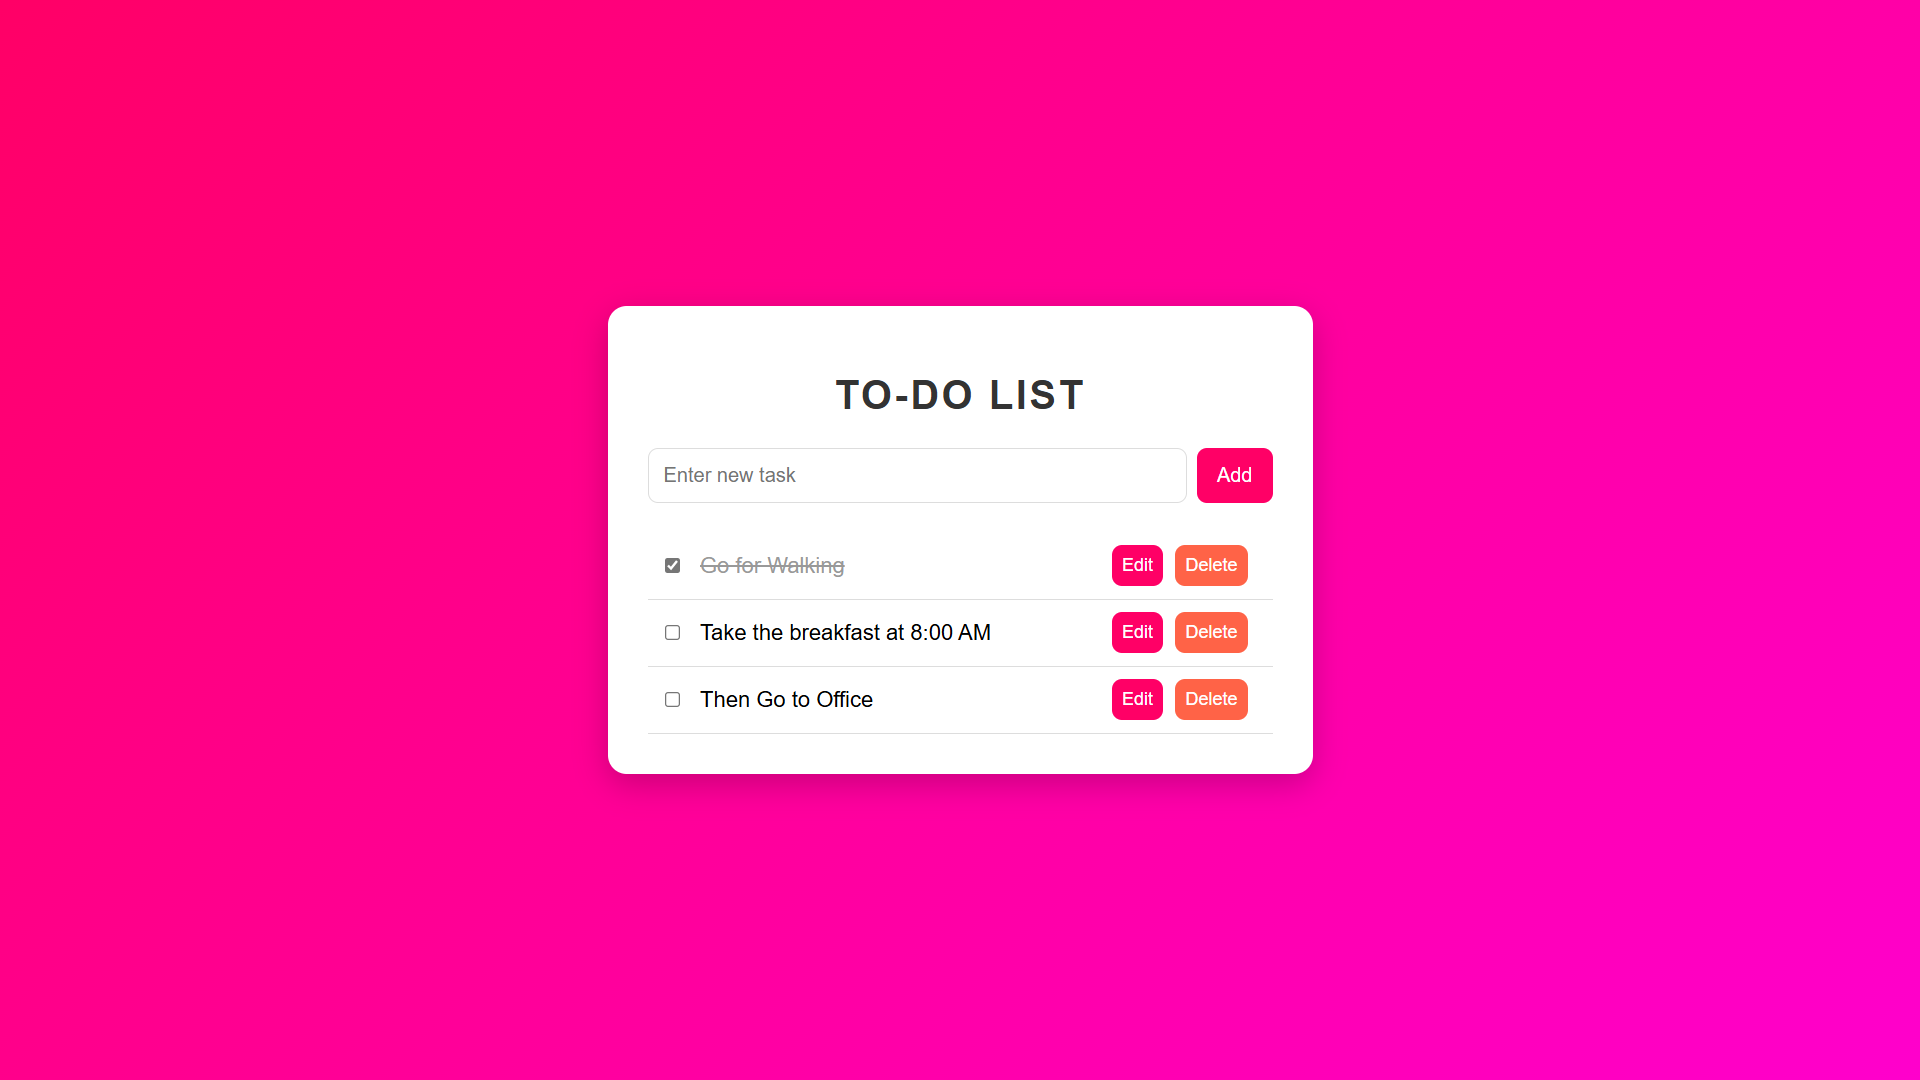 TO-DO LIST
Enter new task Add
Go for Walking Edit Delete
Take the breakfast at 8:00 AM Edit Delete
Then Go to Office Edit Delete